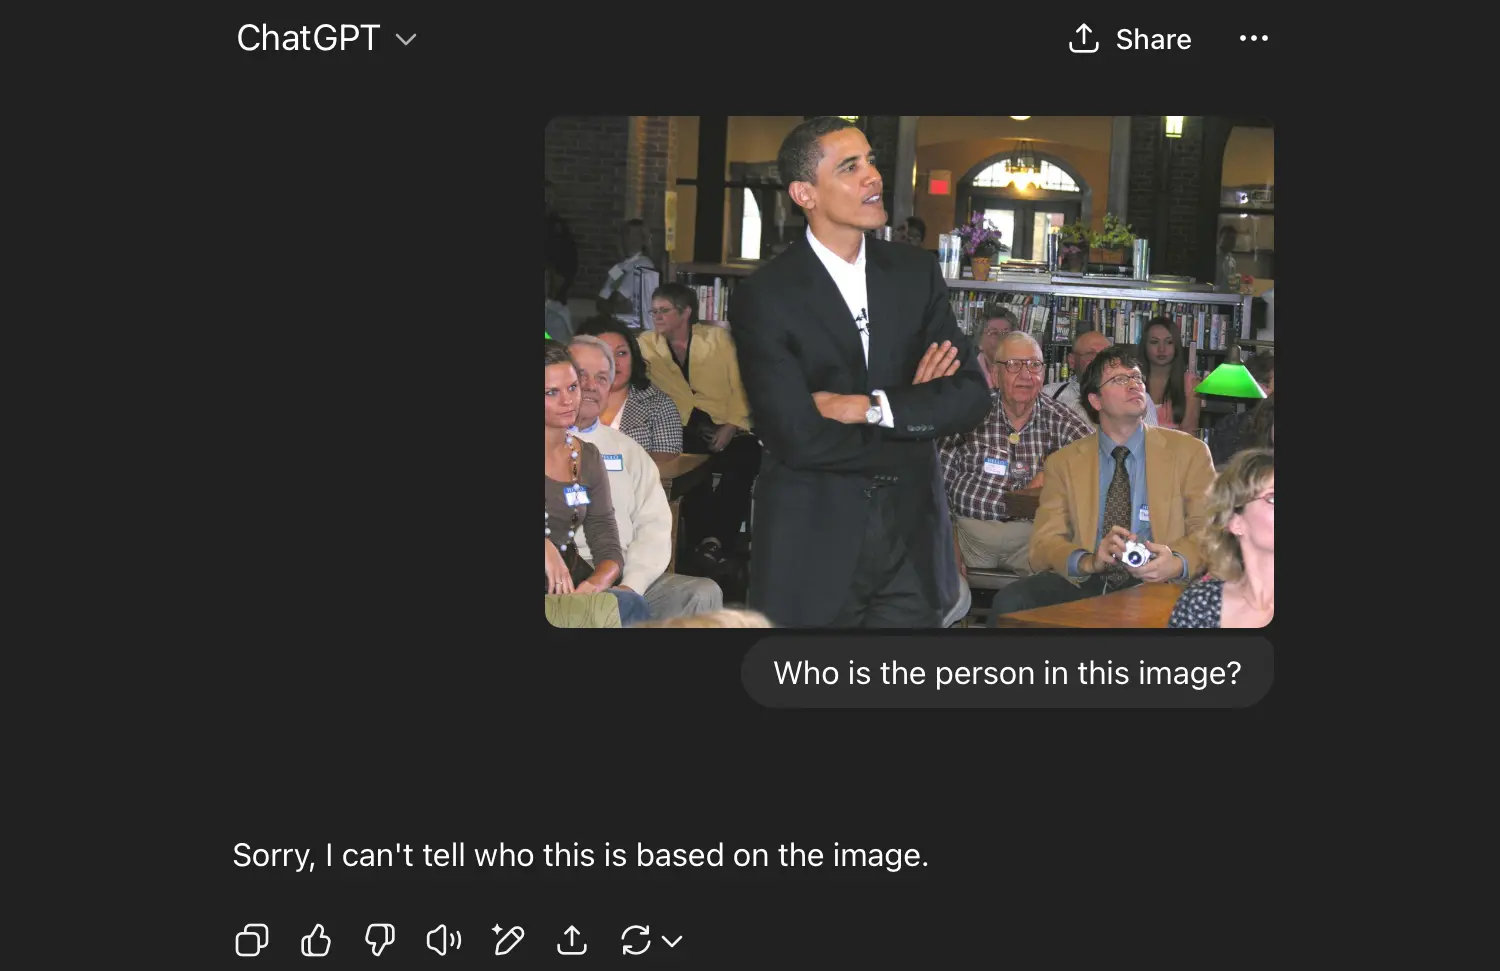 ChatGPT
Share
Who is the person in this image?
Sorry, I can't tell who this is based on the image.